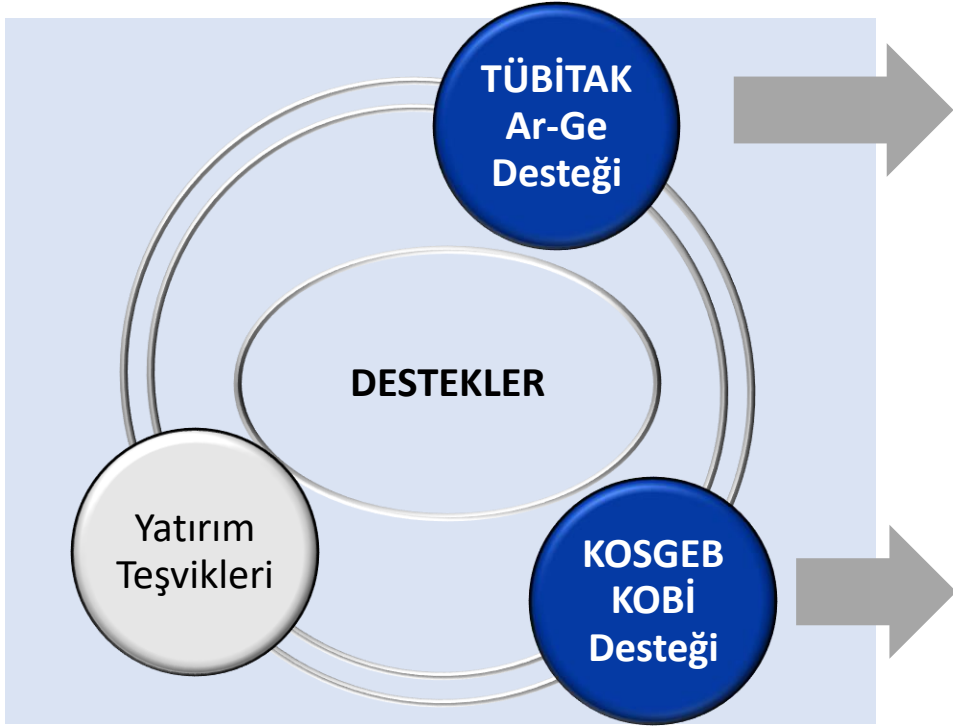 TÜBİTAK
Ar-Ge
Desteği
DESTEKLER
Yatırım
Teşvikleri
KOSGEB
KOBİ
Desteği